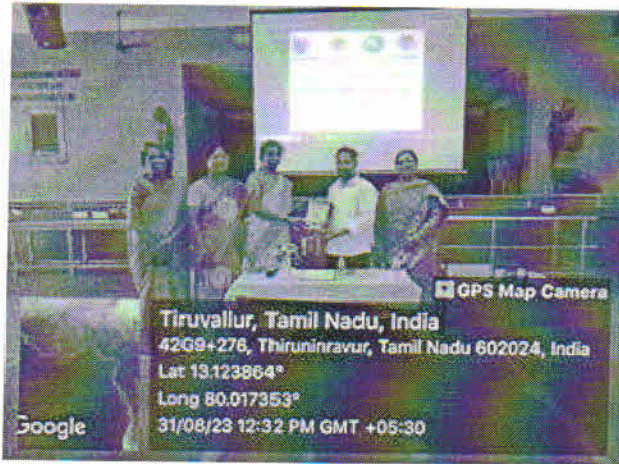 GPS Map Camera
Tiruvallur, Tamil Nadu, India
42G9+276, Thiruninravur, Tamil Nadu 602024, India
Lat 13.123864°
Long 80.017353°
31/08/23 12:32 PM GMT +05:30
Google